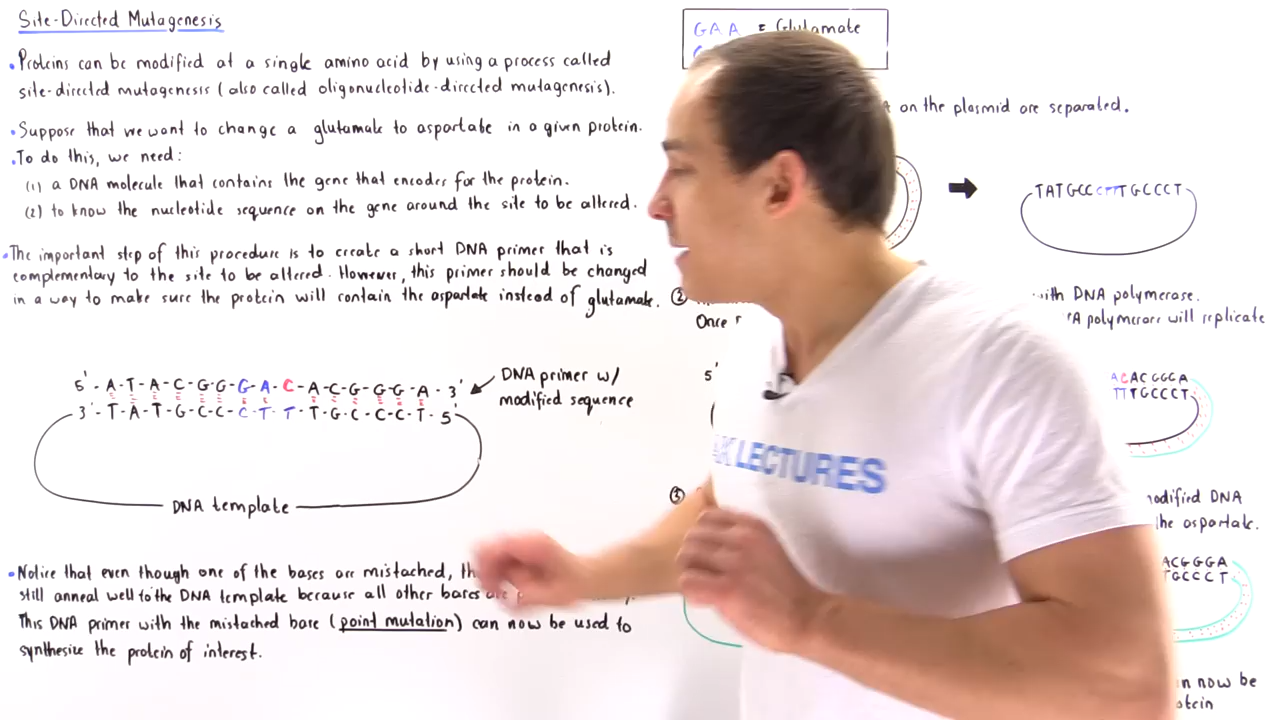 Site-Directed Mutagenesis
•Proteins can be modified at a single amino acid by using a process called
site-directed mutagenesis (also called oligonucleotide-directed mutagenesis).
•Suppose that we want to change a glutamate to aspartate in a given protein.
•To do this, we need:
(1) a DNA molecule that contains the gene that encodes for the protein.
(2) to know the nucleotide sequence on the gene around the site to be altered.
•The important step of this procedure is to create a short DNA primer that is
complementary to the site to be altered. However, this primer should be changed
in a way to make sure the protein will contain the aspartate instead of glutamate.
5'-A-T-A-C-G-G-G-A-C-A-C-G-G-G-A-3'
3'-T-A-T-G-C-C-C-T-T-T-G-C-C-C-T-5'
DNA primer w/
modified sequence
DNA template
•Notice that even though one of the bases are mistached,
still anneal well to the DNA template because all other bases are
This DNA primer with the mistached base (point mutation) can now be used to
synthesize the protein of interest.
GAA = Glutamate
on the plasmid are separated.
TATGCCCTTTGCCCT
②
with DNA polymerase.
Once
polymerase will replicate
5'
ACACGGGA
TTTGCCCT
③
modified DNA
the aspartate.
ACGGGA
TGCCCT
now be
LECTURES